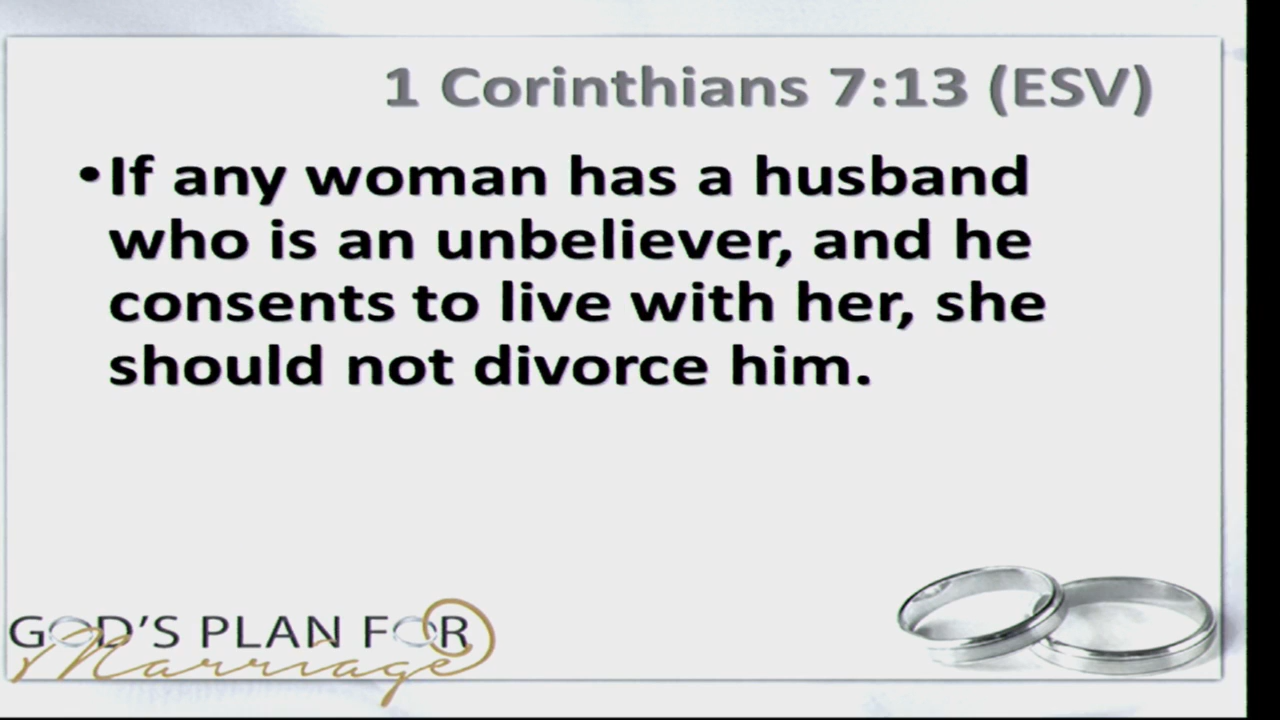 1 Corinthians 7:13 (ESV)
•If any woman has a husband
who is an unbeliever, and he
consents to live with her, she
should not divorce him.
GOD'S PLAN FOR
Marriage